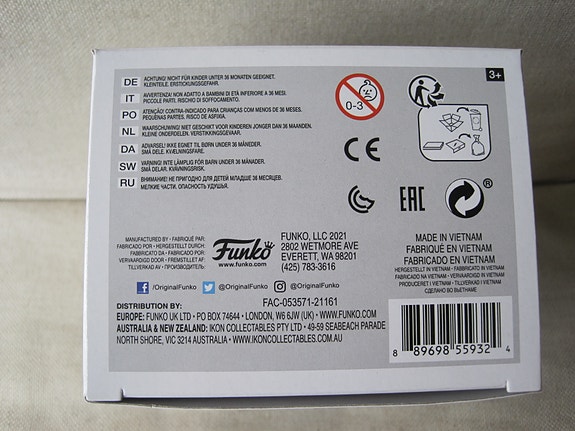 DE ACHTUNG! NICHT FÜR KINDER UNTER 36 MONATEN GEEIGNET.
KLEINTEILE. ERSTICKUNGSGEFAHR.
IT AVVERTENZA! NON ADATTO A BAMBINI DI ETÀ INFERIORE A 36 MESI.
PICCOLE PARTI. RISCHIO DI SOFFOCAMENTO.
PO ATENÇÃO! CONTRA-INDICADO PARA CRIANÇAS COM MENOS DE 36 MESES.
PEQUENAS PARTES. RISCO DE ASFIXIA.
NL WAARSCHUWING! NIET GESCHIKT VOOR KINDEREN JONGER DAN 36 MAANDEN.
KLEINE ONDERDELEN. VERSTIKKINGSGEVAAR.
DA ADVARSEL! IKKE EGNET TIL BØRN UNDER 36 MÅNEDER.
SMÅ DELE. KVÆLNINGSFARE.
SW VARNING! INTE LÄMPLIG FÖR BARN UNDER 36 MÅNADER.
SMÅ DELAR. KVÄVNINGSRISK.
RU ВНИМАНИЕ! НЕ ПРИГОДНО ДЛЯ ДЕТЕЙ МЛАДШЕ 36 МЕСЯЦЕВ.
МЕЛКИЕ ЧАСТИ. ОПАСНОСТЬ УДУШЬЯ.
0-3
3+
CE
EAC
®
MANUFACTURED BY • FABRIQUÉ PAR:
FABRICADO POR • HERGESTELLT DURCH:
FABRICATO DA • FABRICADO POR:
VERVAARDIGD DOOR • FREMSTILLET AF:
TILLVERKAD AV • ПРОИЗВОДИТЕЛЬ:
Funko
www.funko.com
FUNKO, LLC 2021
2802 WETMORE AVE
EVERETT, WA 98201
(425) 783-3616
MADE IN VIETNAM
FABRIQUÉ EN VIETNAM
FABRICADO EN VIETNAM
HERGESTELLT IN VIETNAM • FABBRICATO IN VIETNAM
FABRICADO NA VIETNAM • VERVAARDIGD IN VIETNAM
PRODUCERET I VIETNAM • TILLVERKAD I VIETNAM
СДЕЛАНО ВО ВЬЕТНАМЕ
/OriginalFunko @OriginalFunko @OriginalFunko
FAC-053571-21161
DISTRIBUTION BY:
EUROPE: FUNKO UK LTD • PO BOX 74644 • LONDON, W6 6JW (UK) • WWW.FUNKO.COM
AUSTRALIA & NEW ZEALAND: IKON COLLECTABLES PTY LTD • 49-59 SEABEACH PARADE
NORTH SHORE, VIC 3214 AUSTRALIA • WWW.IKONCOLLECTABLES.COM.AU
8 89698 55932 4